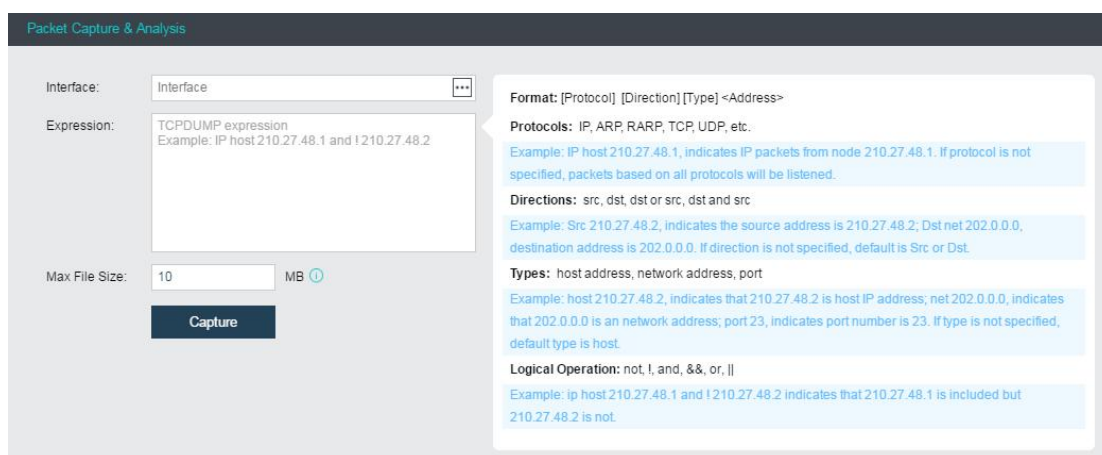 Packet Capture & Analysis
Interface:
Interface
Expression:
TCPDUMP expression
Example: IP host 210.27.48.1 and ! 210.27.48.2
Max File Size:
10
MB
Capture
Format: [Protocol] [Direction] [Type] <Address>
Protocols: IP, ARP, RARP, TCP, UDP, etc.
Example: IP host 210.27.48.1, indicates IP packets from node 210.27.48.1. If protocol is not
specified, packets based on all protocols will be listened.
Directions: src, dst, dst or src, dst and src
Example: Src 210.27.48.2, indicates the source address is 210.27.48.2; Dst net 202.0.0.0,
destination address is 202.0.0.0. If direction is not specified, default is Src or Dst.
Types: host address, network address, port
Example: host 210.27.48.2, indicates that 210.27.48.2 is host IP address; net 202.0.0.0, indicates
that 202.0.0.0 is an network address; port 23, indicates port number is 23. If type is not specified,
default type is host.
Logical Operation: not, !, and, &&, or, ||
Example: ip host 210.27.48.1 and ! 210.27.48.2 indicates that 210.27.48.1 is included but
210.27.48.2 is not.